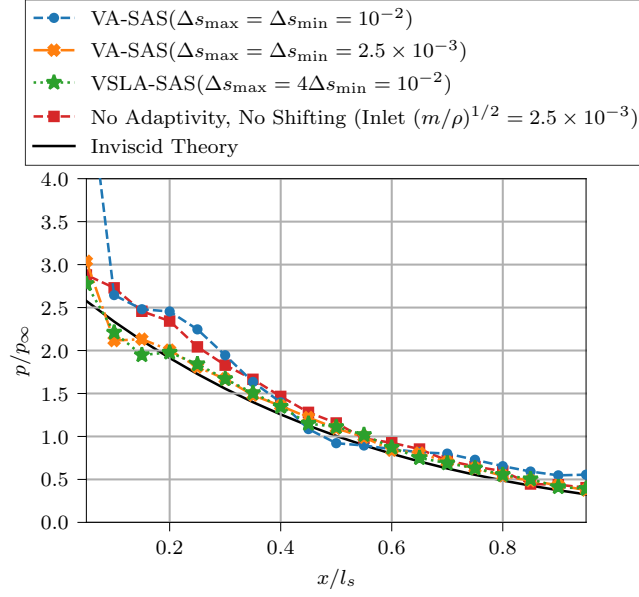 VA-SAS(Δs_max = Δs_min = 10⁻²)
VA-SAS(Δs_max = Δs_min = 2.5 × 10⁻³)
VSLA-SAS(Δs_max = 4Δs_min = 10⁻²)
No Adaptivity, No Shifting (Inlet (m/ρ)^1/2 = 2.5 × 10⁻³)
Inviscid Theory
4.0
3.5
3.0
2.5
2.0
1.5
1.0
0.5
0.0
p/p∞
0.2 0.4 0.6 0.8
x/l_s